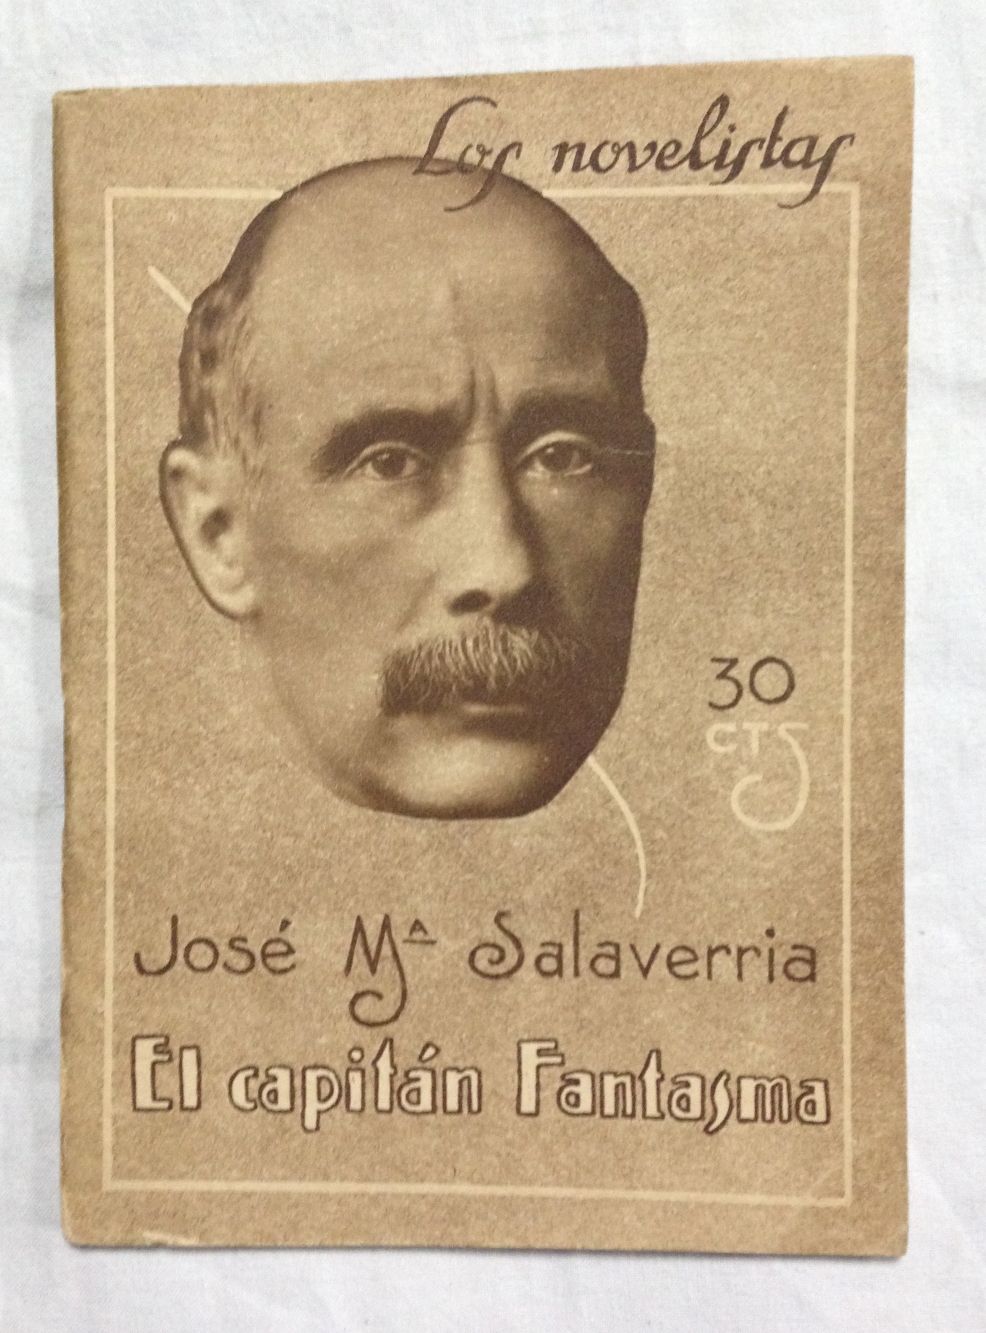 Los novelistas
30
CTS
José Mᴬ Salaverria
El capitán Fantasma